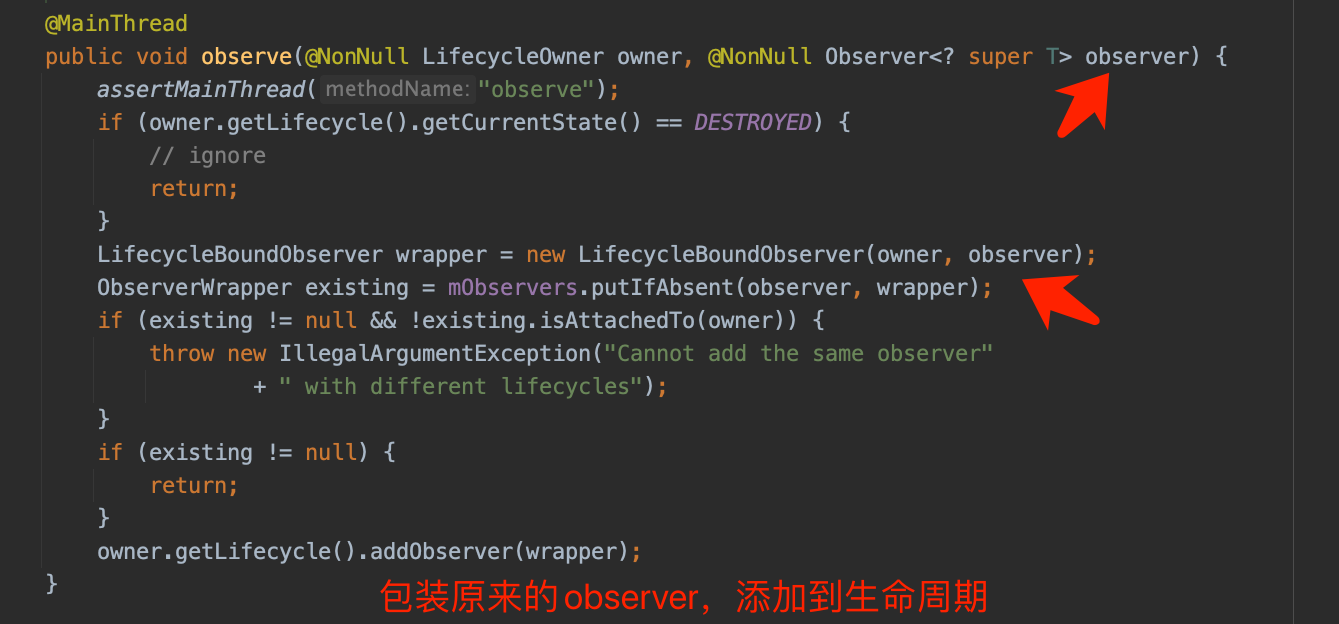 @MainThread
public void observe(@NonNull LifecycleOwner owner, @NonNull Observer<? super T> observer) {
assertMainThread( methodName: "observe");
if (owner.getLifecycle().getCurrentState() == DESTROYED) {
// ignore
return;
}
LifecycleBoundObserver wrapper = new LifecycleBoundObserver(owner, observer);
ObserverWrapper existing = mObservers.putIfAbsent(observer, wrapper);
if (existing != null && !existing.isAttachedTo(owner)) {
throw new IllegalArgumentException("Cannot add the same observer"
+ " with different lifecycles");
}
if (existing != null) {
return;
}
owner.getLifecycle().addObserver(wrapper);
}
包装原来的observer，添加到生命周期